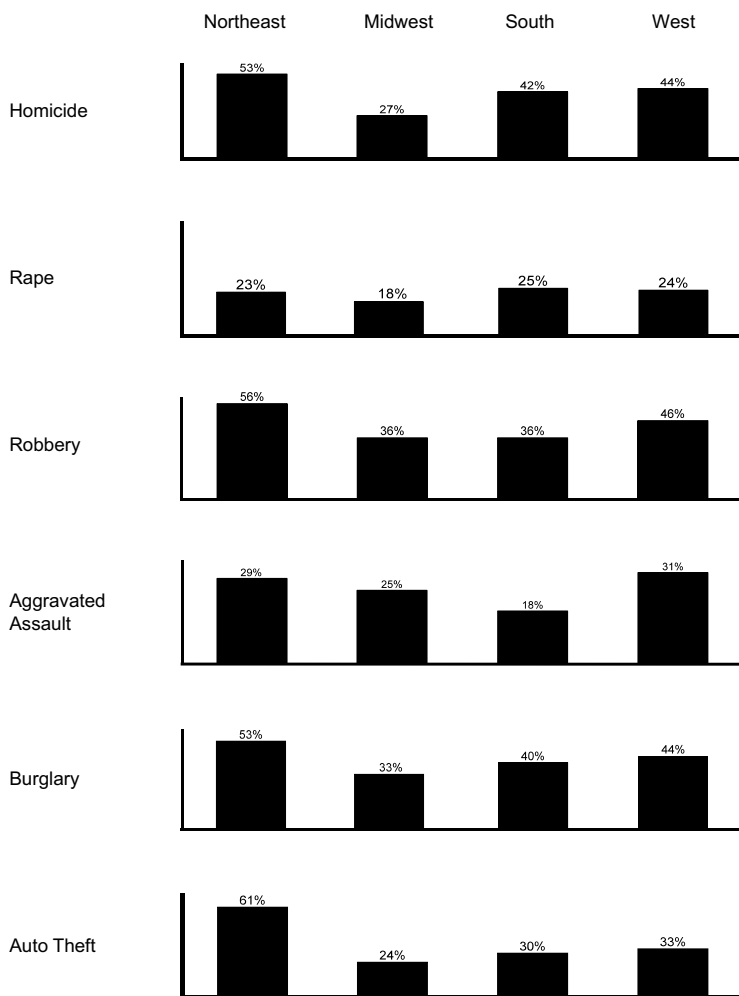 Northeast Midwest South West
Homicide
53% 27% 42% 44%
Rape
23% 18% 25% 24%
Robbery
56% 36% 36% 46%
Aggravated
Assault
29% 25% 18% 31%
Burglary
53% 33% 40% 44%
Auto Theft
61% 24% 30% 33%